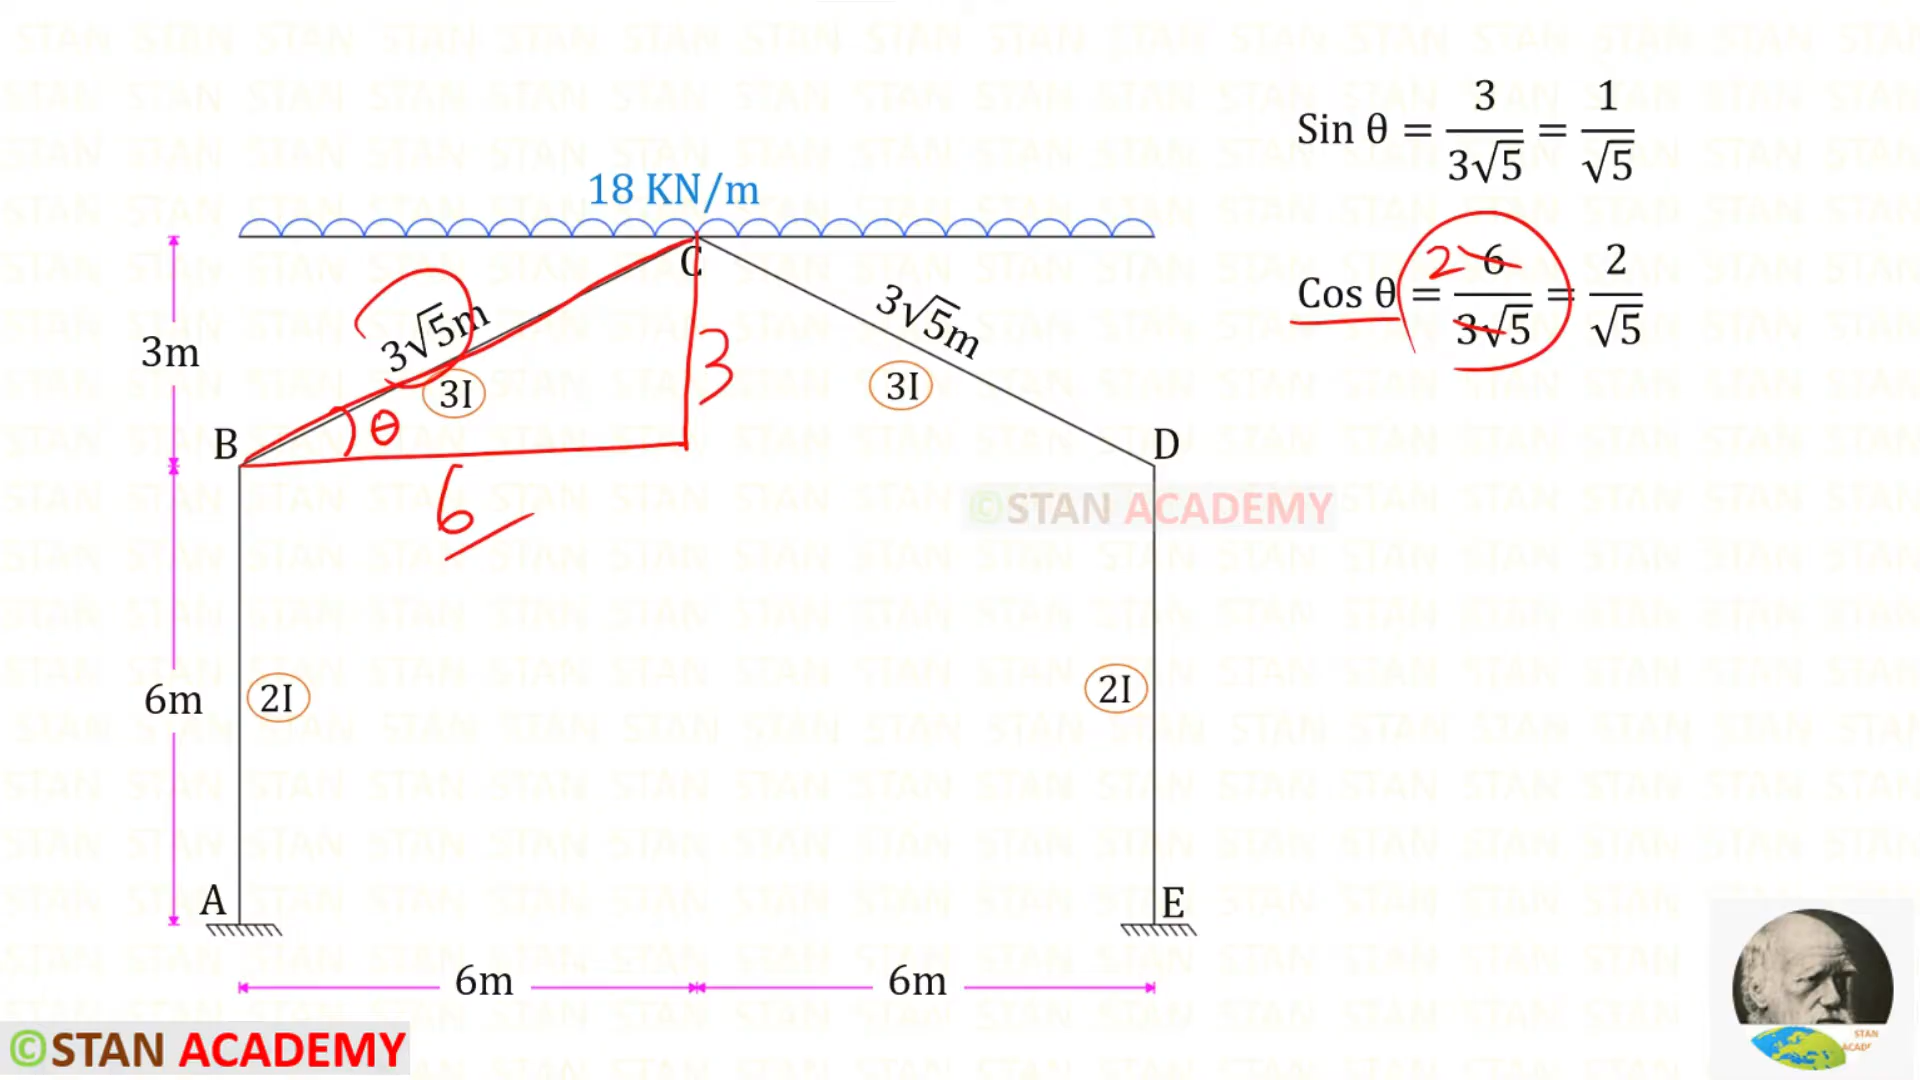 Sin θ = 3/3√5 = 1/√5
18 KN/m
C
2
Cos θ = 6/3√5 = 2/√5
3√5m
3√5m
3m
3I
3I
3
θ
B
D
6
©STAN ACADEMY
6m
2I
2I
A
E
6m
6m
©STAN ACADEMY
STAN